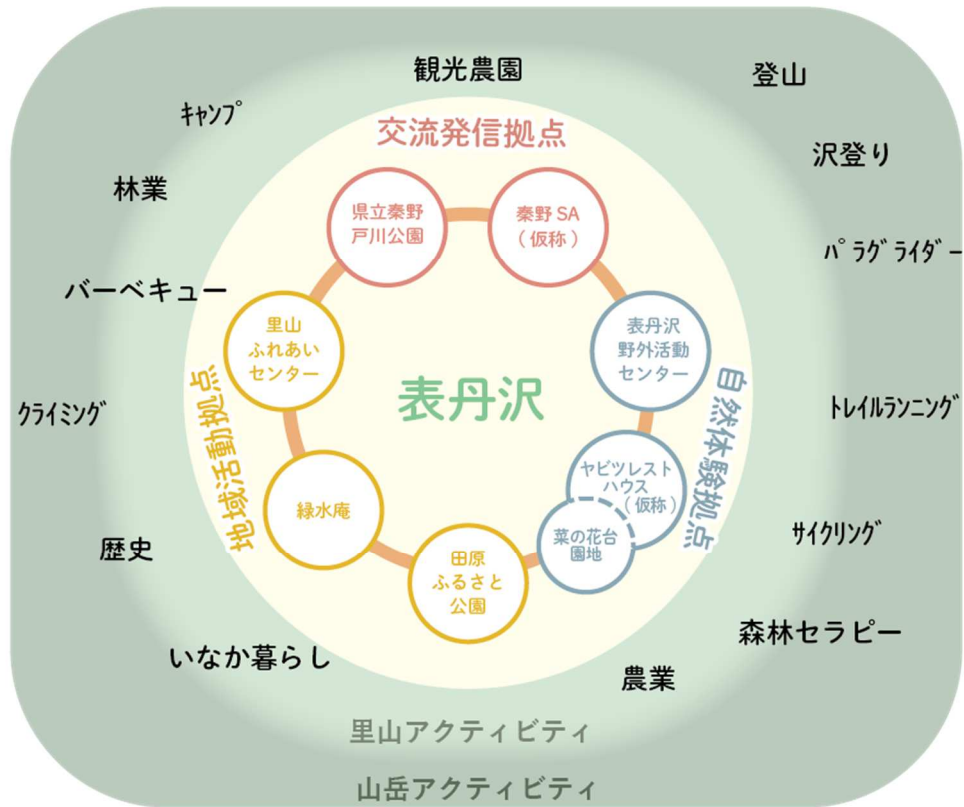 観光農園
登山
キャンプ
交流発信拠点
沢登り
林業
県立秦野
戸川公園
秦野SA
(仮称)
パラグライダー
バーベキュー
里山
ふれあい
センター
表丹沢
野外活動
センター
表丹沢
クライミング
地域活動拠点
自然体験拠点
トレイルランニング
ヤビツレスト
ハウス
(仮称)
緑水庵
菜の花台
園地
サイクリング
歴史
田原
ふるさと
公園
森林セラピー
いなか暮らし
農業
里山アクティビティ
山岳アクティビティ